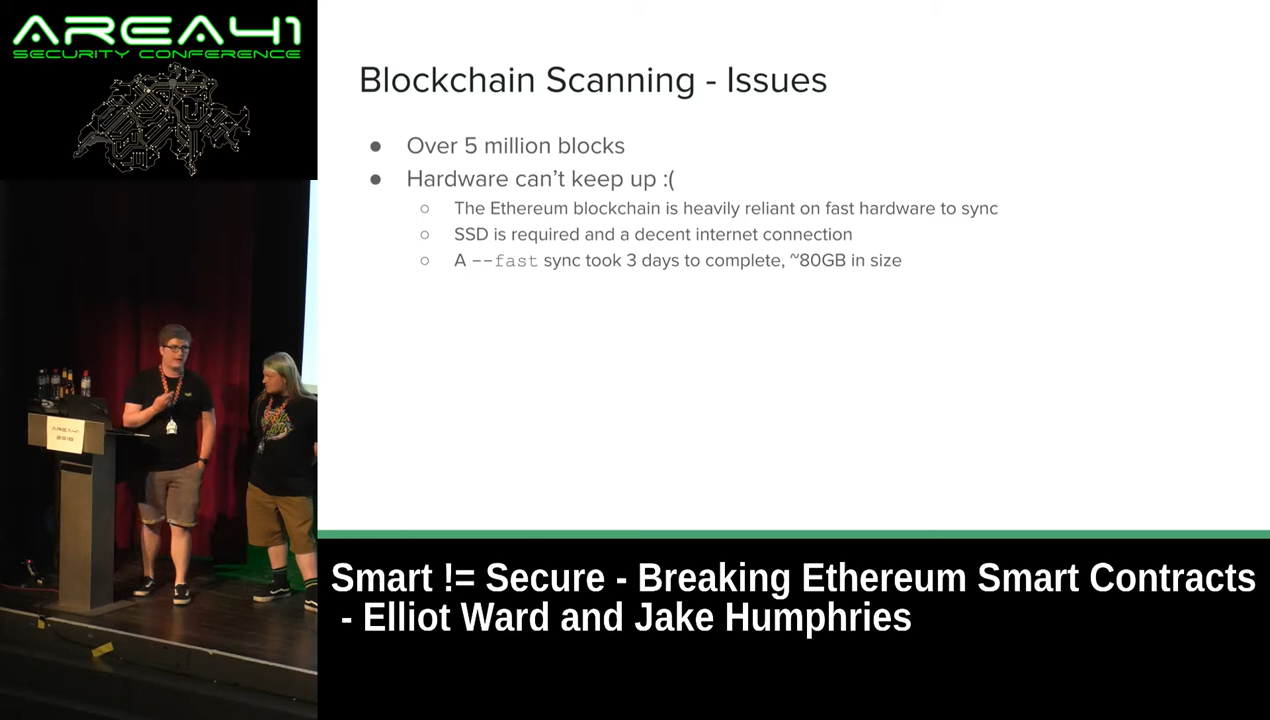 AREA41
SECURITY CONFERENCE
Blockchain Scanning - Issues
● Over 5 million blocks
● Hardware can’t keep up :(
○ The Ethereum blockchain is heavily reliant on fast hardware to sync
○ SSD is required and a decent internet connection
○ A --fast sync took 3 days to complete, ~80GB in size
AREA41
2018
Smart != Secure - Breaking Ethereum Smart Contracts
- Elliot Ward and Jake Humphries